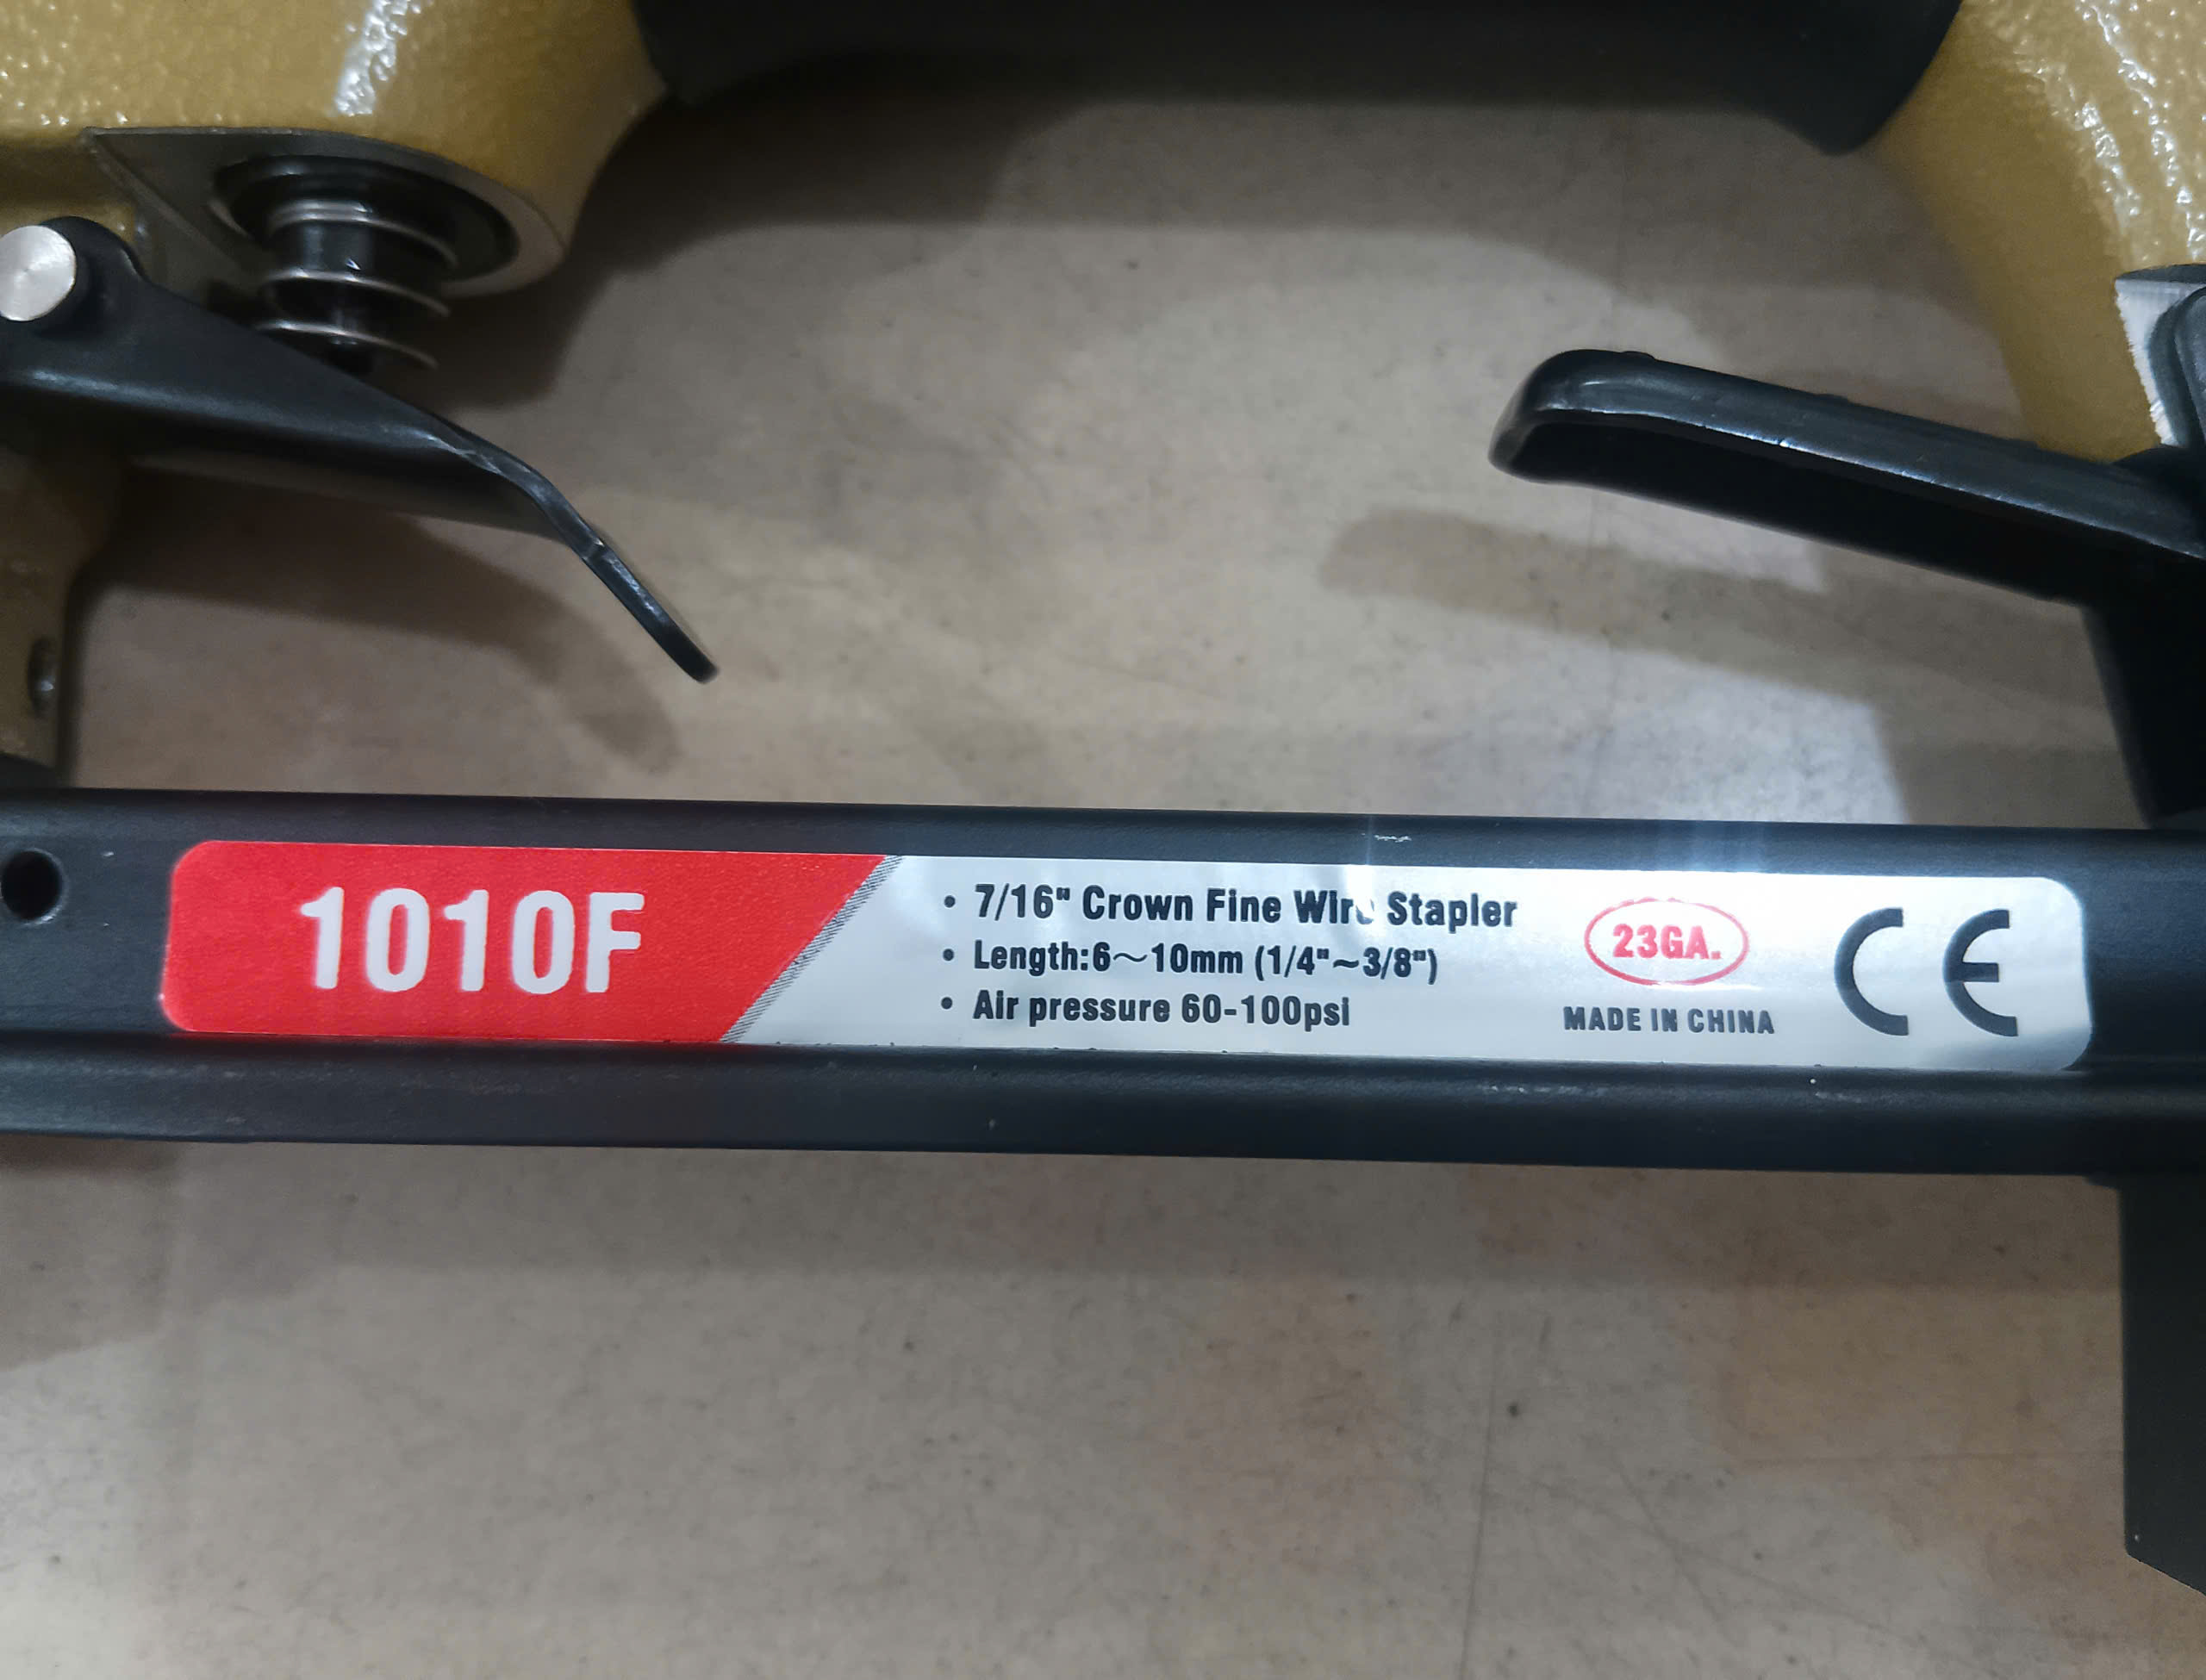 1010F
• 7/16" Crown Fine Wire Stapler
• Length:6～10mm (1/4"~3/8")
• Air pressure 60-100psi
23GA.
MADE IN CHINA
CE